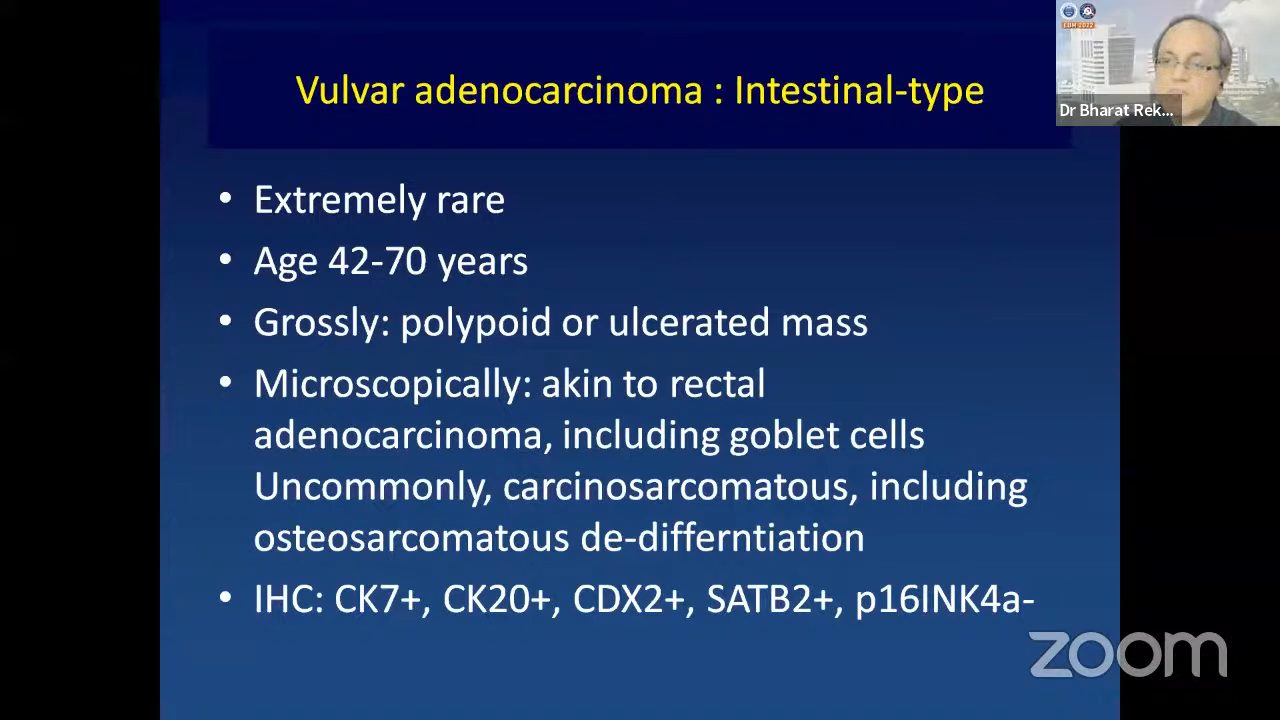 Vulvar adenocarcinoma : Intestinal-type
Dr Bharat Rek...
• Extremely rare
• Age 42-70 years
• Grossly: polypoid or ulcerated mass
• Microscopically: akin to rectal
adenocarcinoma, including goblet cells
Uncommonly, carcinosarcomatous, including
osteosarcomatous de-differntiation
• IHC: CK7+, CK20+, CDX2+, SATB2+, p16INK4a-
zoom